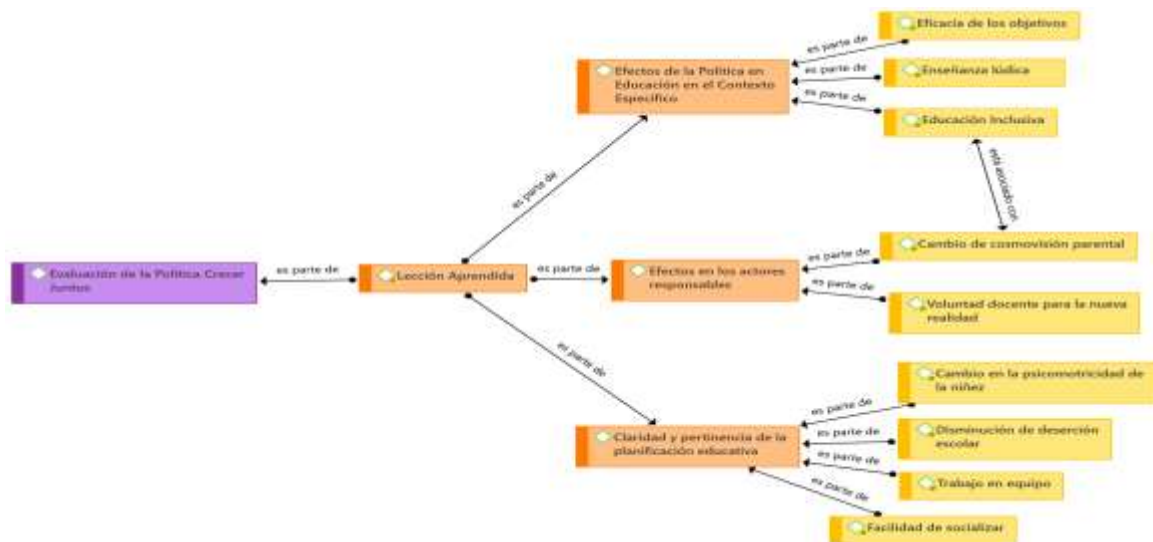 Eficacia de los objetivos
es parte de
Efectos de la Política en
Educación en el Contexto
Específico
es parte de
Enseñanza lúdica
es parte de
Educación Inclusiva
es parte de
está asociado con
Cambio de cosmovisión parental
es parte de
Evaluación de la Política Crecer
Juntos
es parte de
Lección Aprendida
es parte de
Efectos en los actores
responsables
es parte de
Voluntad docente para la nueva
realidad
es parte de
Cambio en la psicomotricidad de
la niñez
es parte de
Claridad y pertinencia de la
planificación educativa
es parte de
Disminución de deserción
escolar
es parte de
Trabajo en equipo
es parte de
Facilidad de socializar